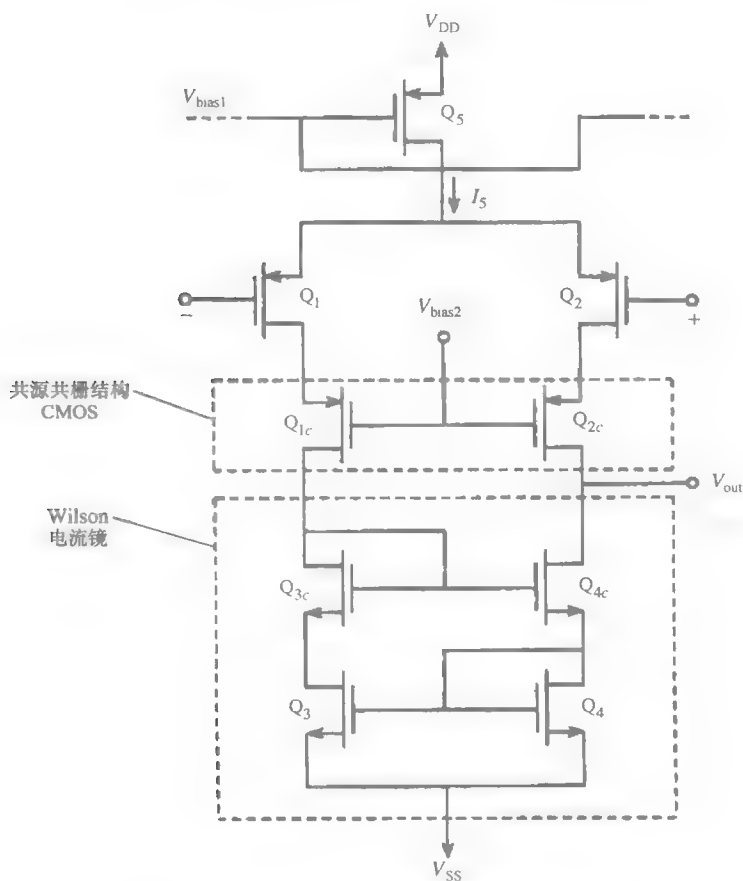 V_DD
V_bias1
Q_5
I_5
Q_1
Q_2
−
+
V_bias2
共源共栅结构
CMOS
Q_1c
Q_2c
V_out
Wilson
电流镜
Q_3c
Q_4c
Q_3
Q_4
V_SS